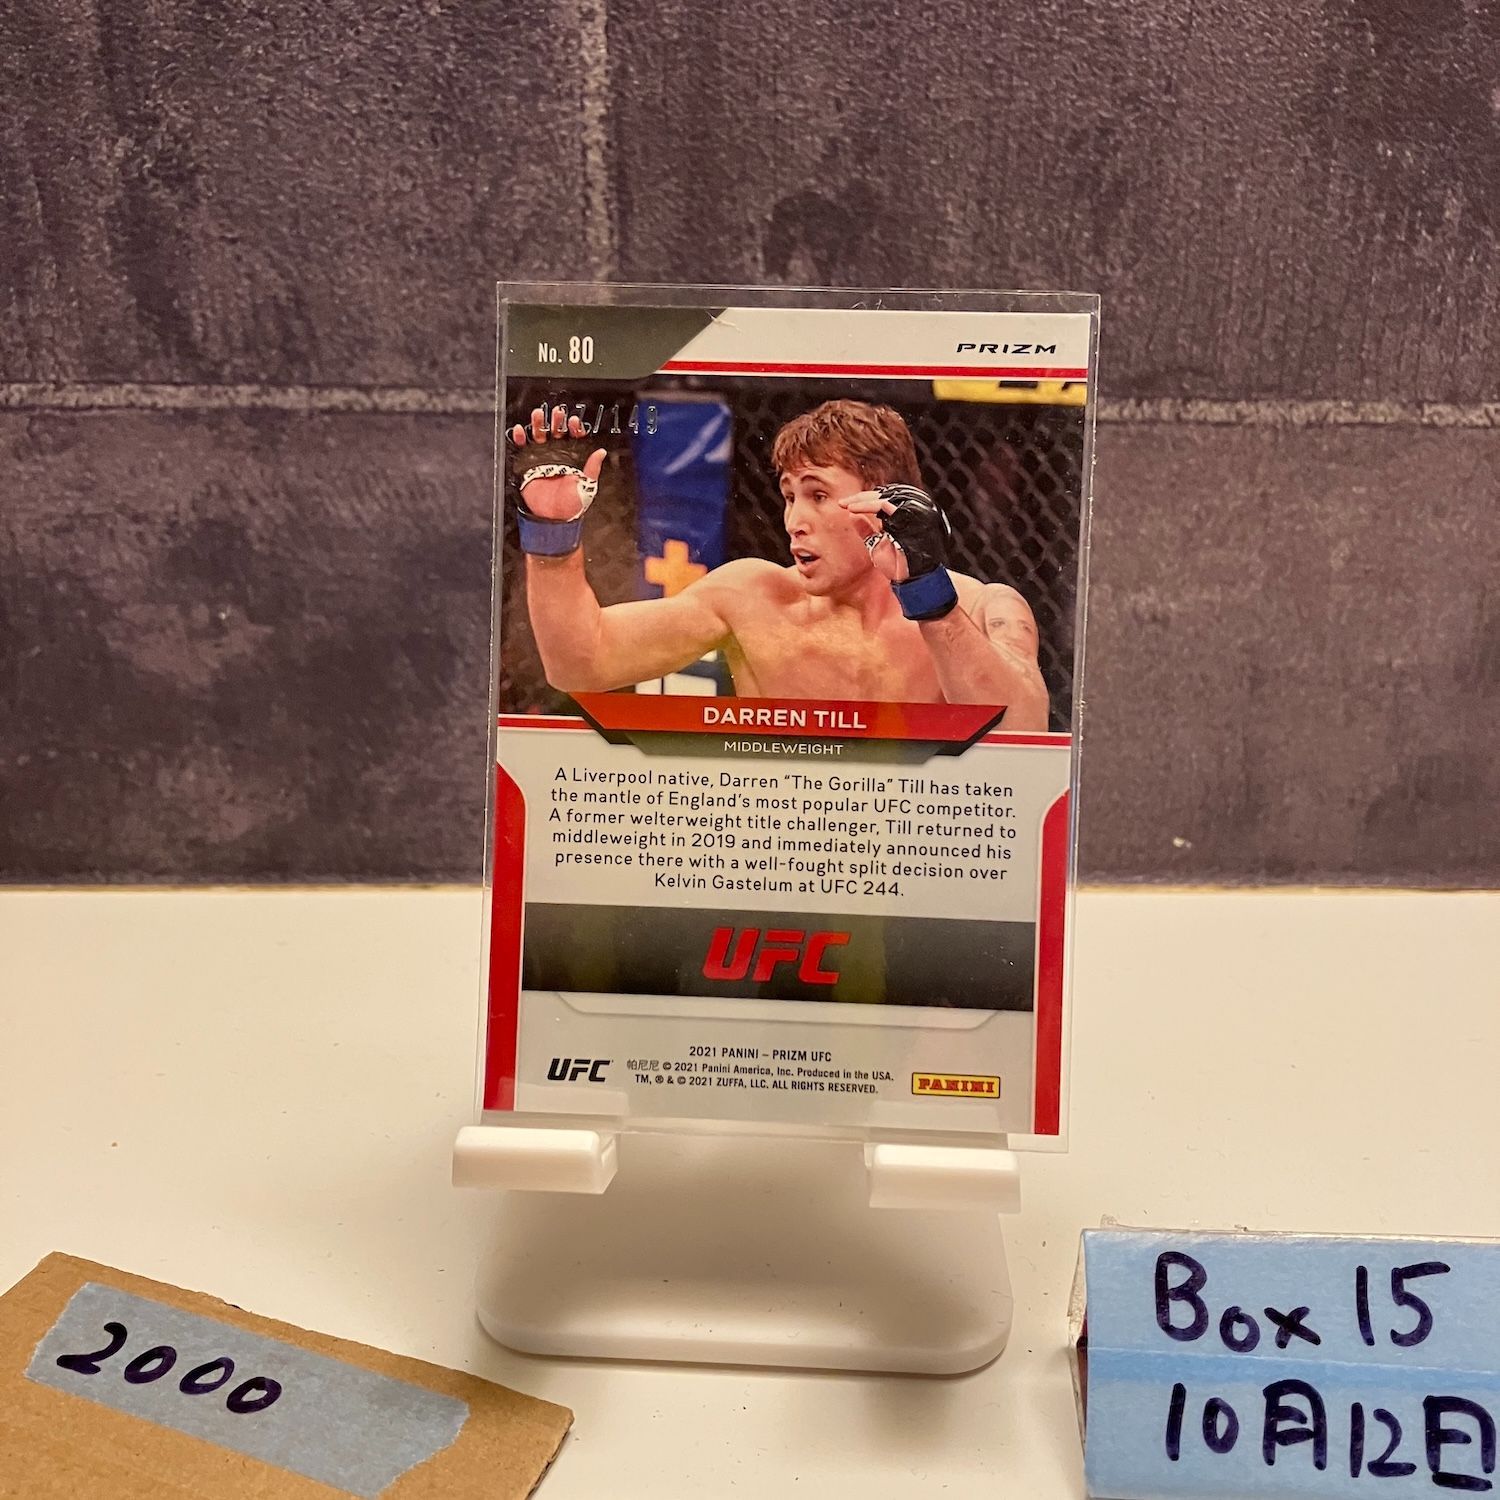 No. 80
PRIZM
/149
DARREN TILL
MIDDLEWEIGHT
A Liverpool native, Darren “The Gorilla” Till has taken
the mantle of England’s most popular UFC competitor.
A former welterweight title challenger, Till returned to
middleweight in 2019 and immediately announced his
presence there with a well-fought split decision over
Kelvin Gastelum at UFC 244.
UFC
2021 PANINI – PRIZM UFC
UFC
帕尼尼 © 2021 Panini America, Inc. Produced in the USA.
TM, ® & © 2021 ZUFFA, LLC. ALL RIGHTS RESERVED.
PANINI
2000
Box 15
10月12日